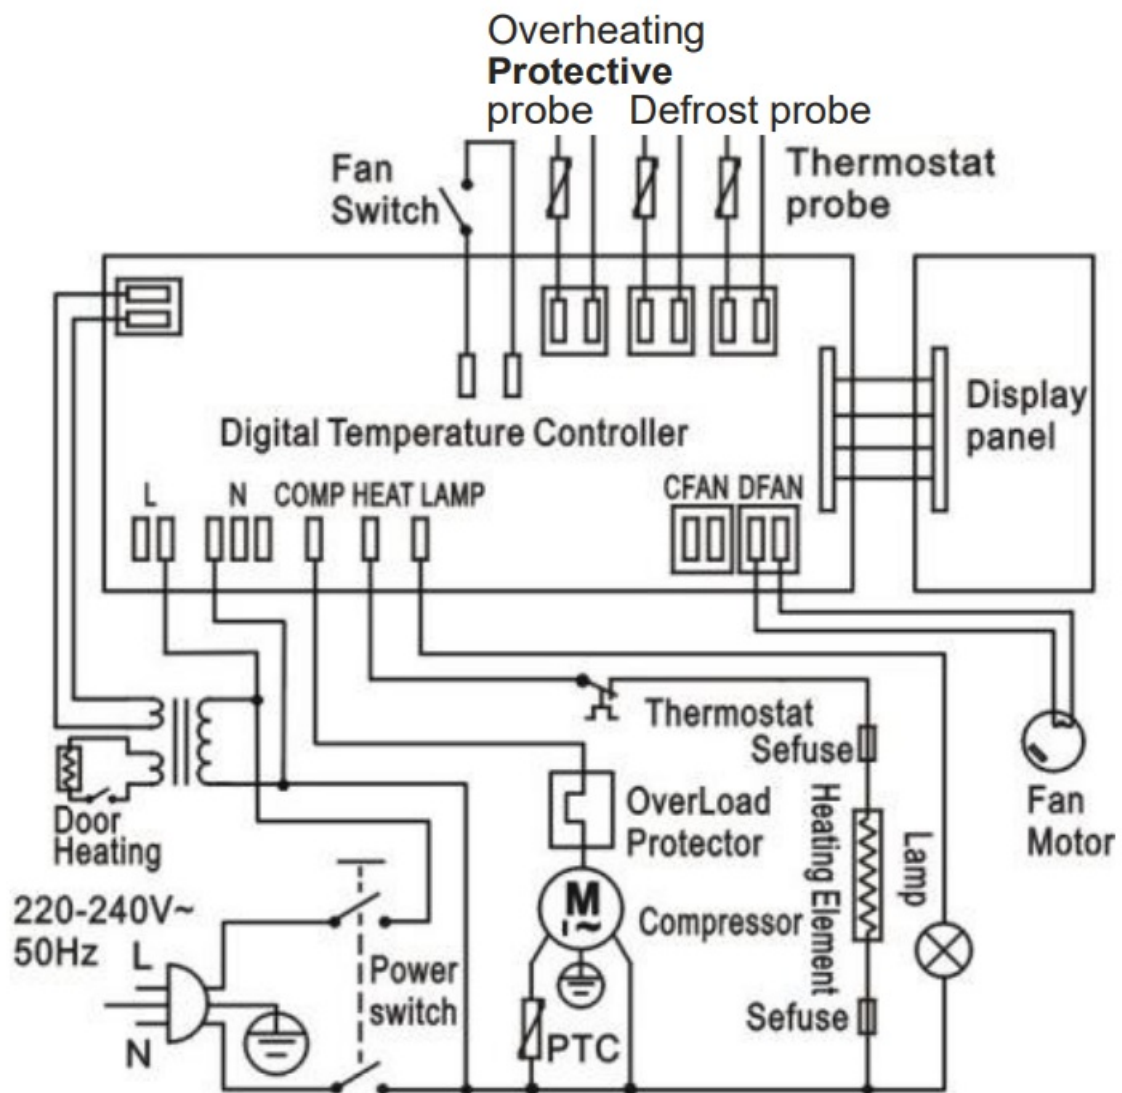 Overheating
Protective
probe Defrost probe
Fan
Switch
Thermostat
probe
Digital Temperature Controller
Display
panel
L N COMP HEAT LAMP
CFAN DFAN
Thermostat
Sefuse
Door
Heating
OverLoad
Protector
Heating Element
Lamp
Fan
Motor
220-240V~
50Hz
L
N
Power
switch
M
1~
Compressor
PTC
Sefuse